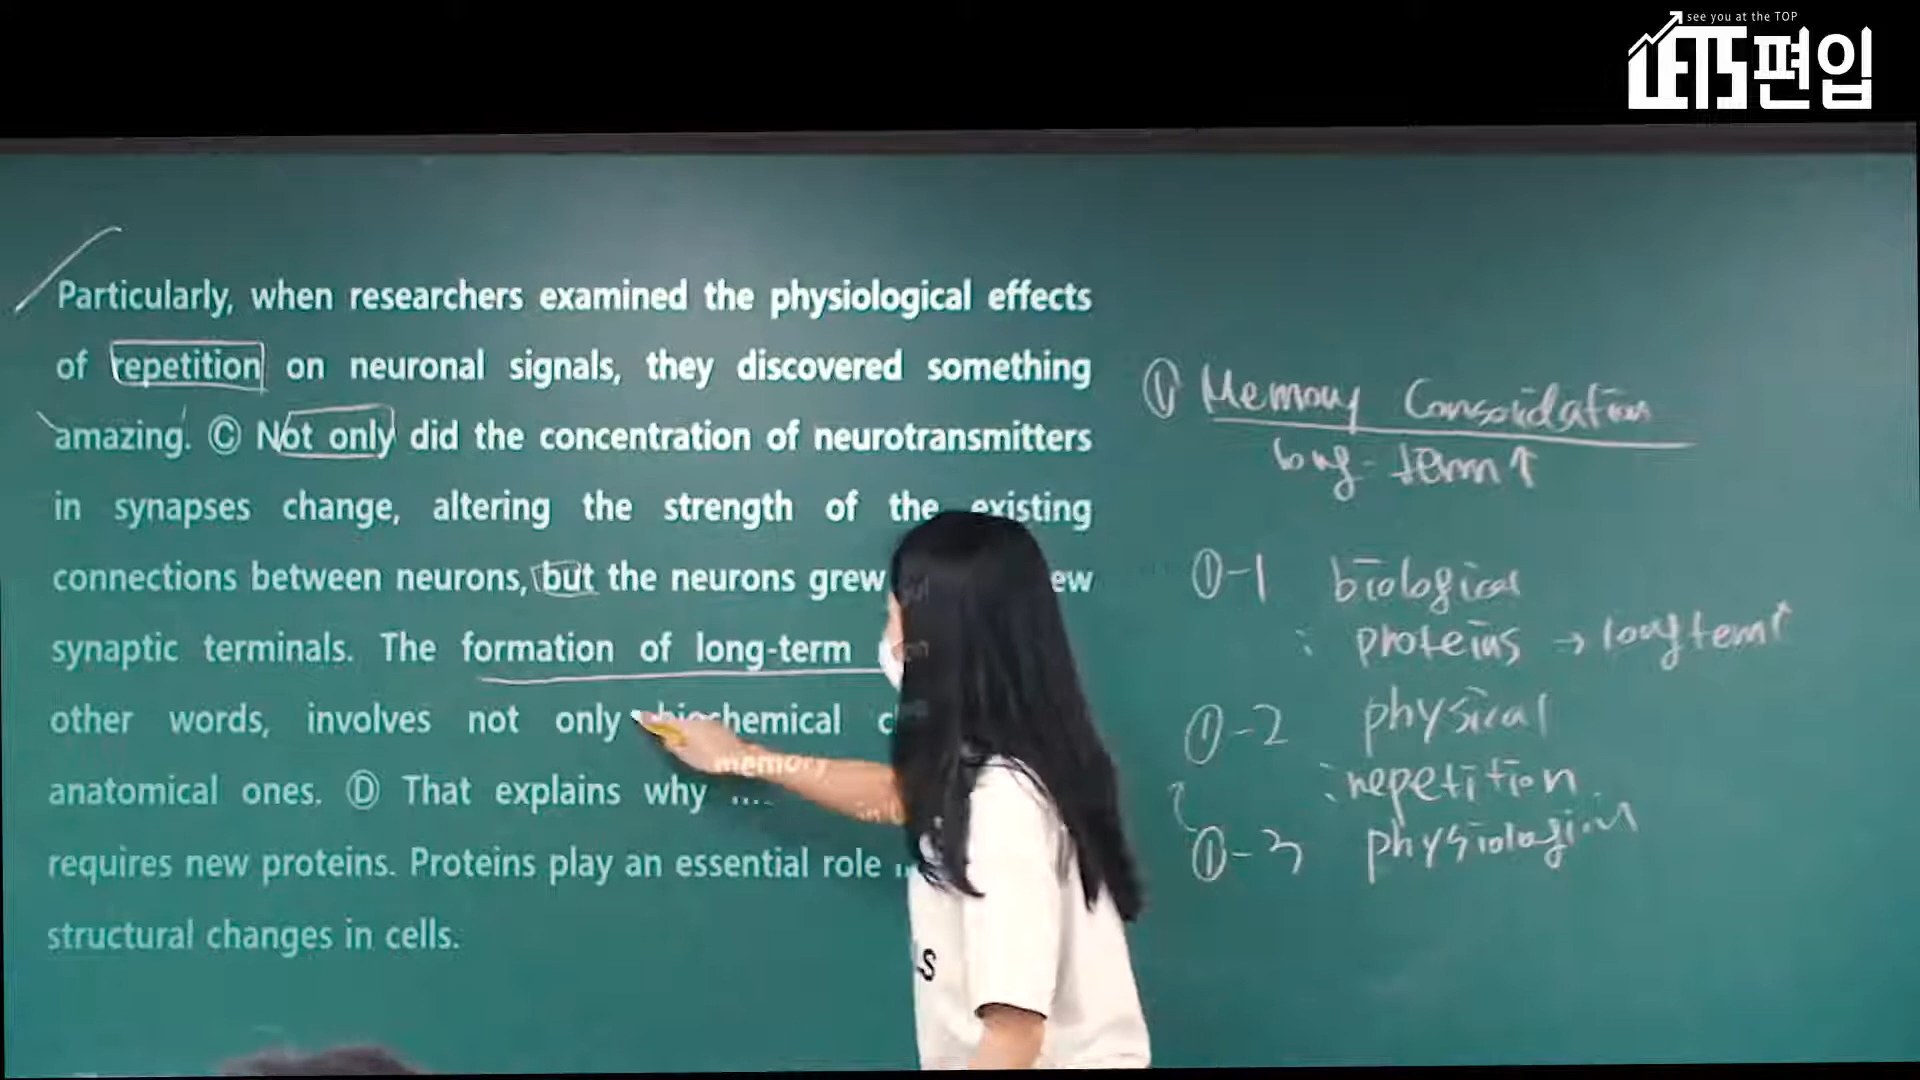 see you at the TOP
LETS편입
Particularly, when researchers examined the physiological effects
of repetition on neuronal signals, they discovered something
amazing. Ⓒ Not only did the concentration of neurotransmitters
in synapses change, altering the strength of the existing
connections between neurons, but the neurons grew
synaptic terminals. The formation of long-term
other words, involves not only biochemical
anatomical ones. Ⓓ That explains why memory
requires new proteins. Proteins play an essential role
structural changes in cells.
① Memory Consolidation
long-term↑
①-1 biological
: proteins → long term↑
①-2 physical
: repetition
①-3 physiological